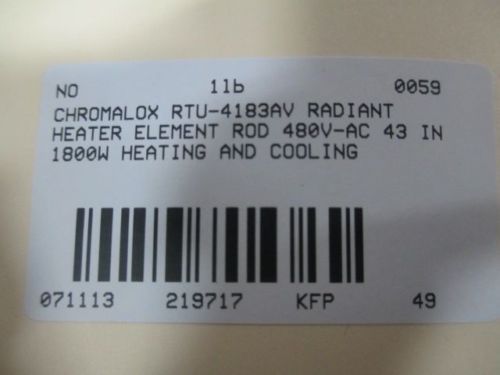 NO 1lb 0059
CHROMALOX RTU-4183AV RADIANT
HEATER ELEMENT ROD 480V-AC 43 IN
1800W HEATING AND COOLING
071113 219717 KFP 49